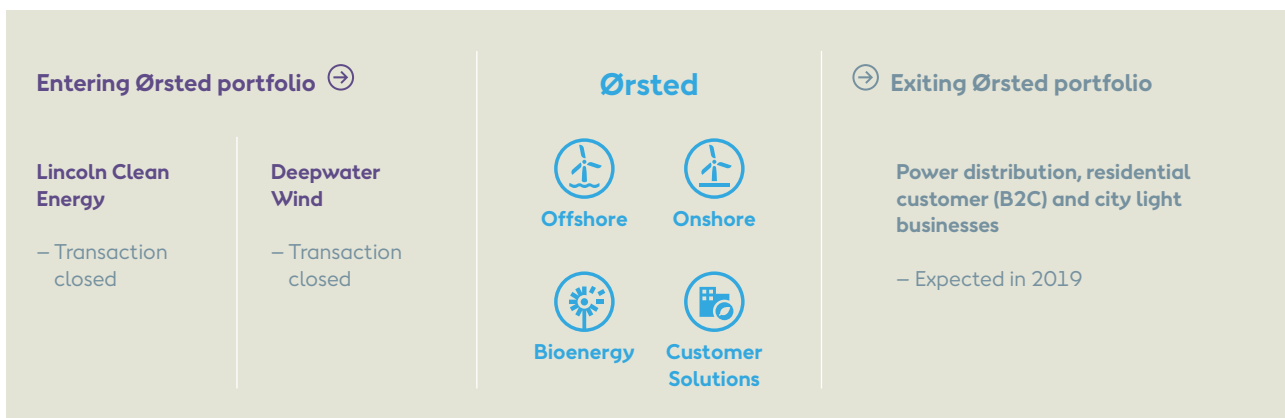 Entering Ørsted portfolio
Lincoln Clean
Energy
– Transaction
closed
Deepwater
Wind
– Transaction
closed
Ørsted
Offshore
Onshore
Bioenergy
Customer
Solutions
Exiting Ørsted portfolio
Power distribution, residential
customer (B2C) and city light
businesses
– Expected in 2019